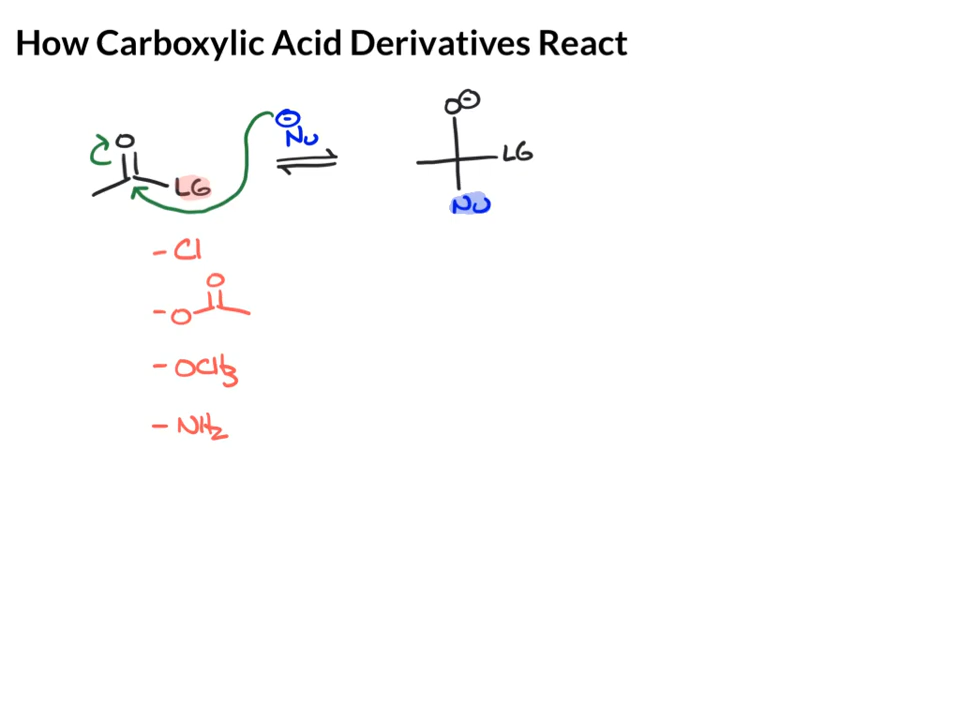 How Carboxylic Acid Derivatives React
O⊖
⊖
O
Nu
LG
LG
Nu
- Cl
O
- O
- OCH3
- NH2